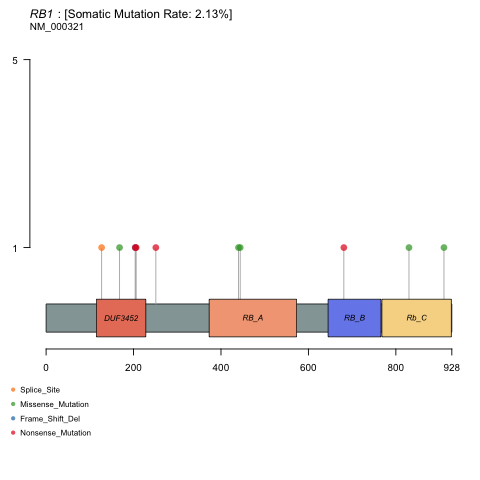 RB1 : [Somatic Mutation Rate: 2.13%]
NM_000321
5
1
DUF3452 RB_A RB_B Rb_C
0 200 400 600 800 928
Splice_Site
Missense_Mutation
Frame_Shift_Del
Nonsense_Mutation